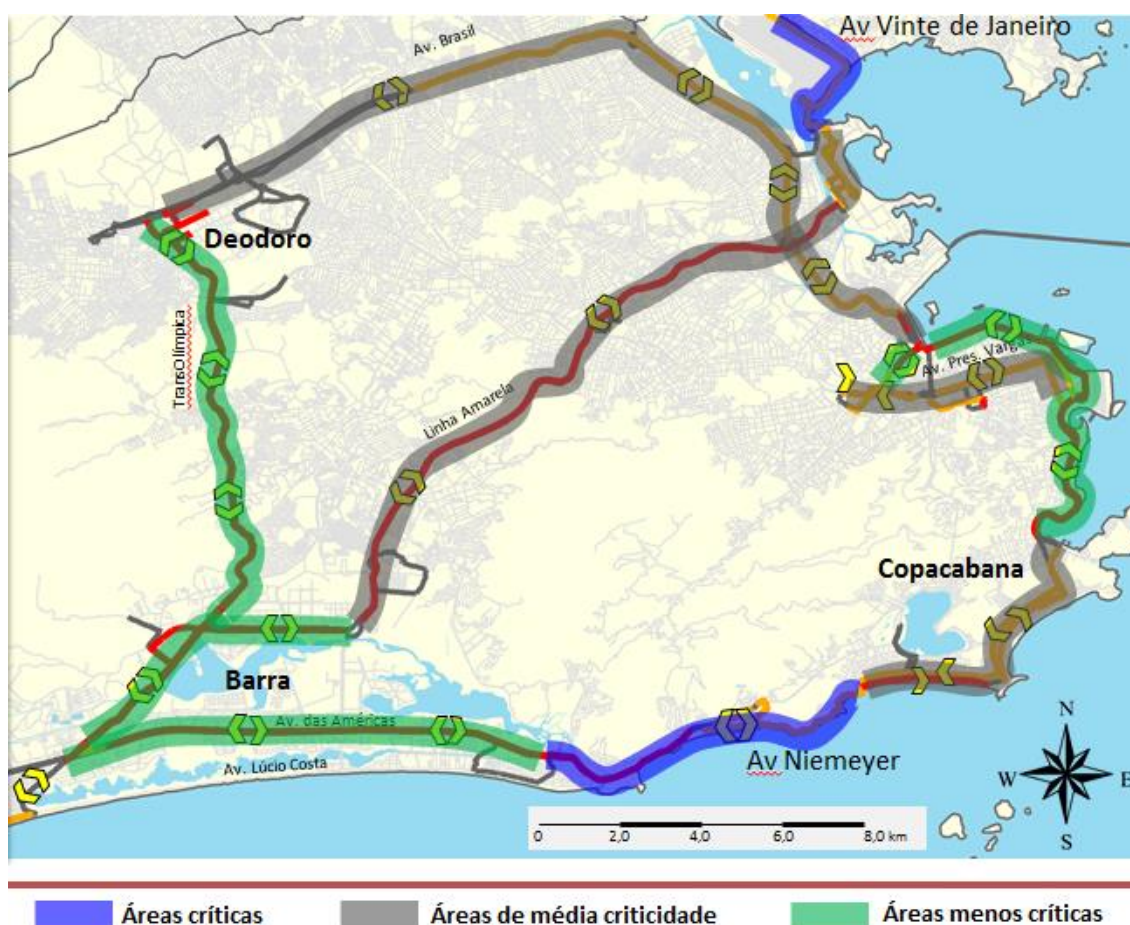 Av Vinte de Janeiro
Av. Brasil
Deodoro
TransOlímpica
Av. Pres. Vargas
Linha Amarela
Copacabana
Barra
Av. das Américas
Av. Lúcio Costa
Av Niemeyer
N
W
E
S
0 2,0 4,0 6,0 8,0 km
Áreas críticas Áreas de média criticidade Áreas menos críticas